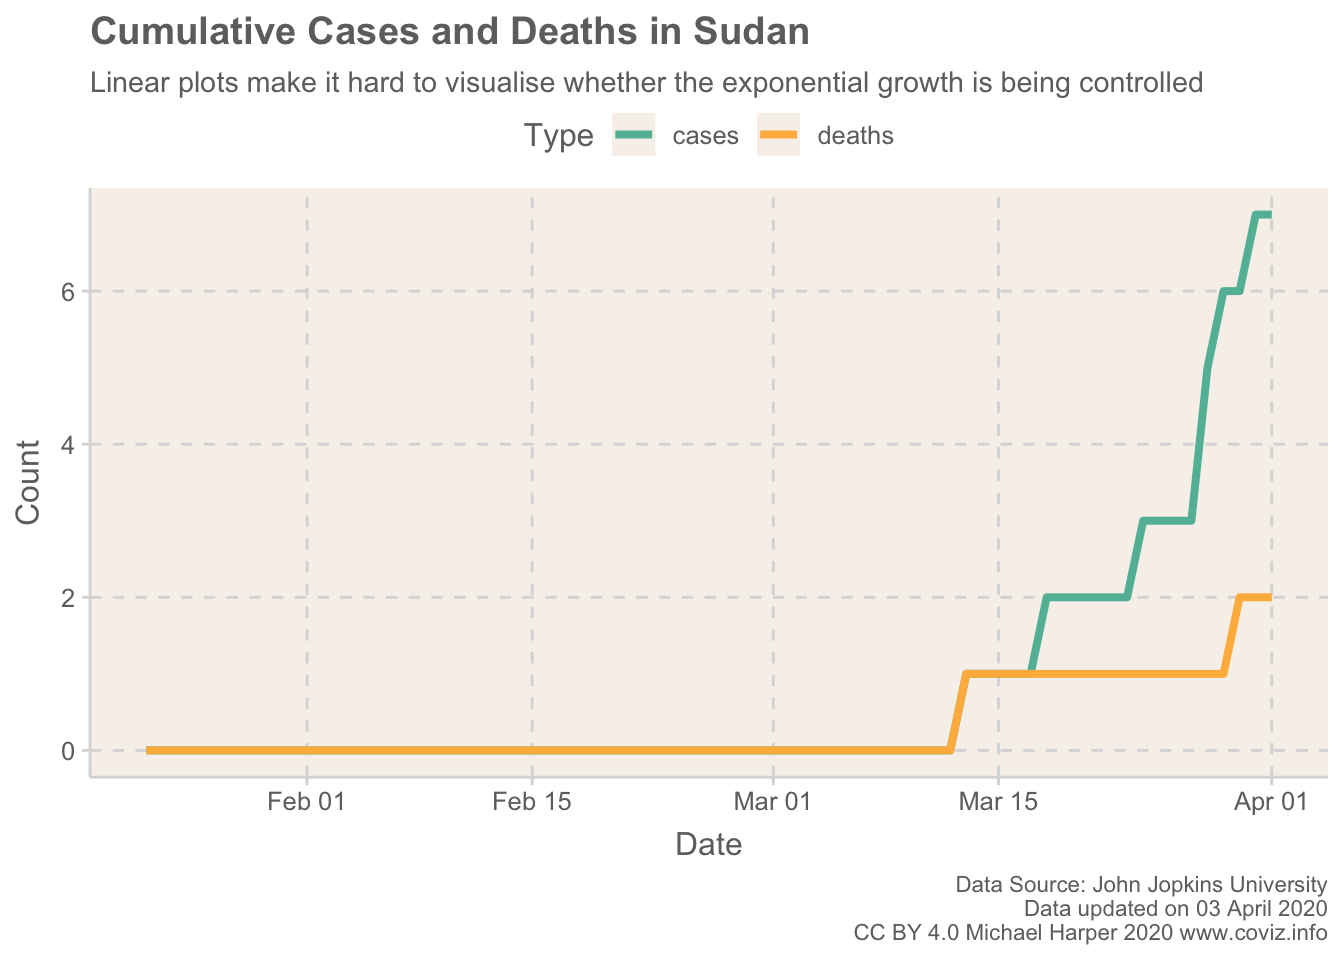 Cumulative Cases and Deaths in Sudan
Linear plots make it hard to visualise whether the exponential growth is being controlled
Type cases deaths
6
4
2
0
Count
Feb 01 Feb 15 Mar 01 Mar 15 Apr 01
Date
Data Source: John Jopkins University
Data updated on 03 April 2020
CC BY 4.0 Michael Harper 2020 www.coviz.info